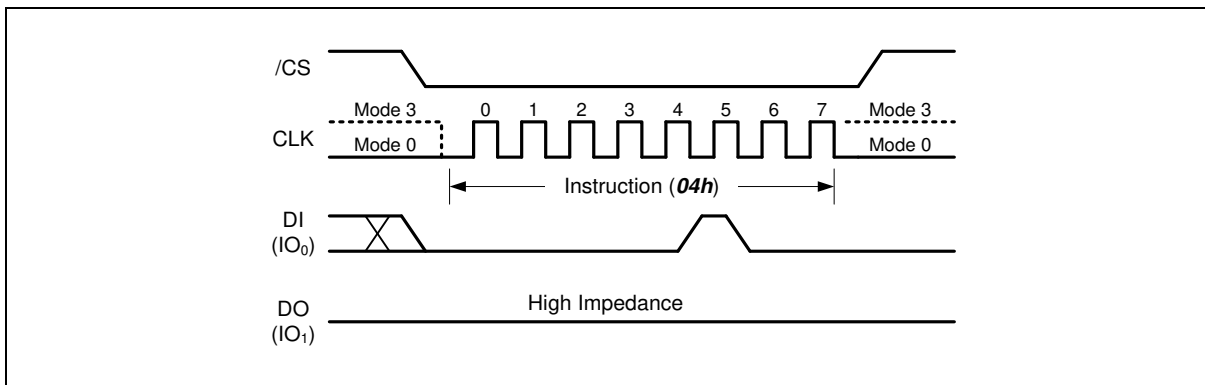 /CS
Mode 3 0 1 2 3 4 5 6 7 Mode 3
CLK
Mode 0 Mode 0
Instruction (04h)
DI
(IO₀)
High Impedance
DO
(IO₁)